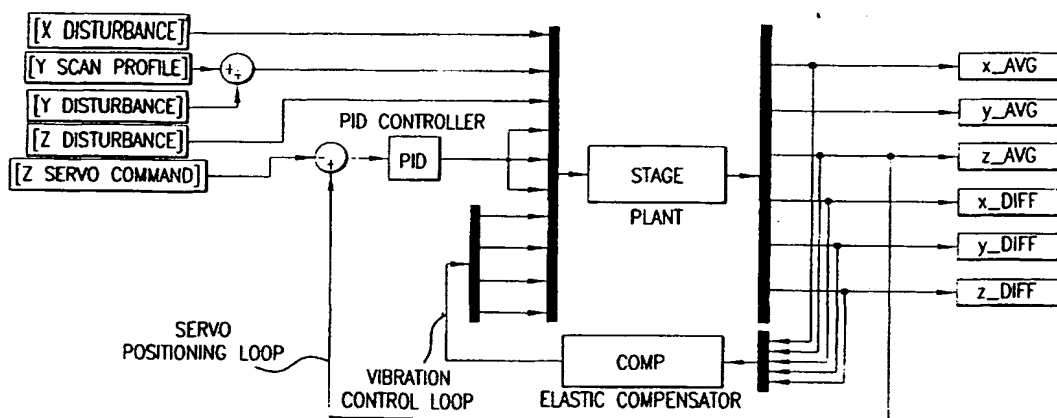 [X DISTURBANCE]
[Y SCAN PROFILE]
[Y DISTURBANCE]
[Z DISTURBANCE]
[Z SERVO COMMAND]
PID CONTROLLER
PID
STAGE
PLANT
x_AVG
y_AVG
z_AVG
x_DIFF
y_DIFF
z_DIFF
SERVO
POSITIONING LOOP
VIBRATION
CONTROL LOOP
COMP
ELASTIC COMPENSATOR